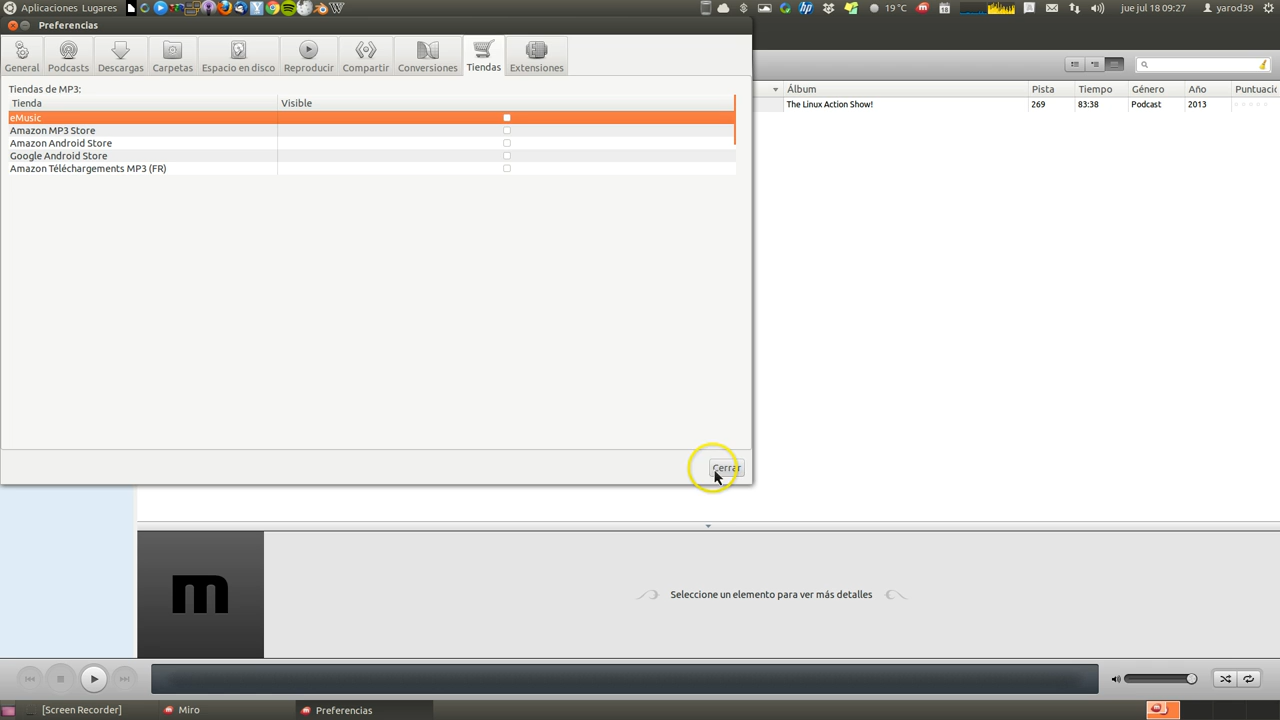 Aplicaciones Lugares
19°C
18
jue jul 18 09:27
yarod39
Preferencias
General
Podcasts
Descargas
Carpetas
Espacio en disco
Reproducir
Compartir
Conversiones
Tiendas
Extensiones
Tiendas de MP3:
Tienda
Visible
eMusic
Amazon MP3 Store
Amazon Android Store
Google Android Store
Amazon Téléchargements MP3 (FR)
Cerrar
Álbum
Pista
Tiempo
Género
Año
The Linux Action Show!
269
83:38
Podcast
2013
m
Seleccione un elemento para ver más detalles
[Screen Recorder]
Miro
Preferencias